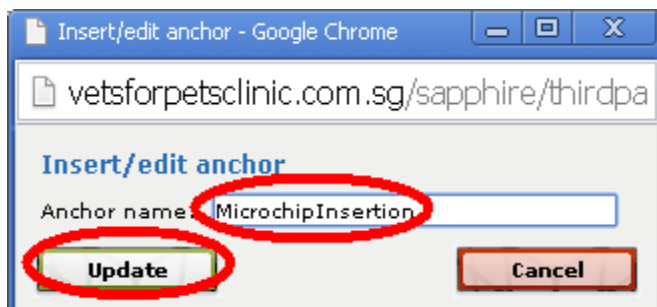 Insert/edit anchor - Google Chrome
vetsforpetsclinic.com.sg/sapphire/thirdpa
Insert/edit anchor
Anchor name: MicrochipInsertion
Update Cancel